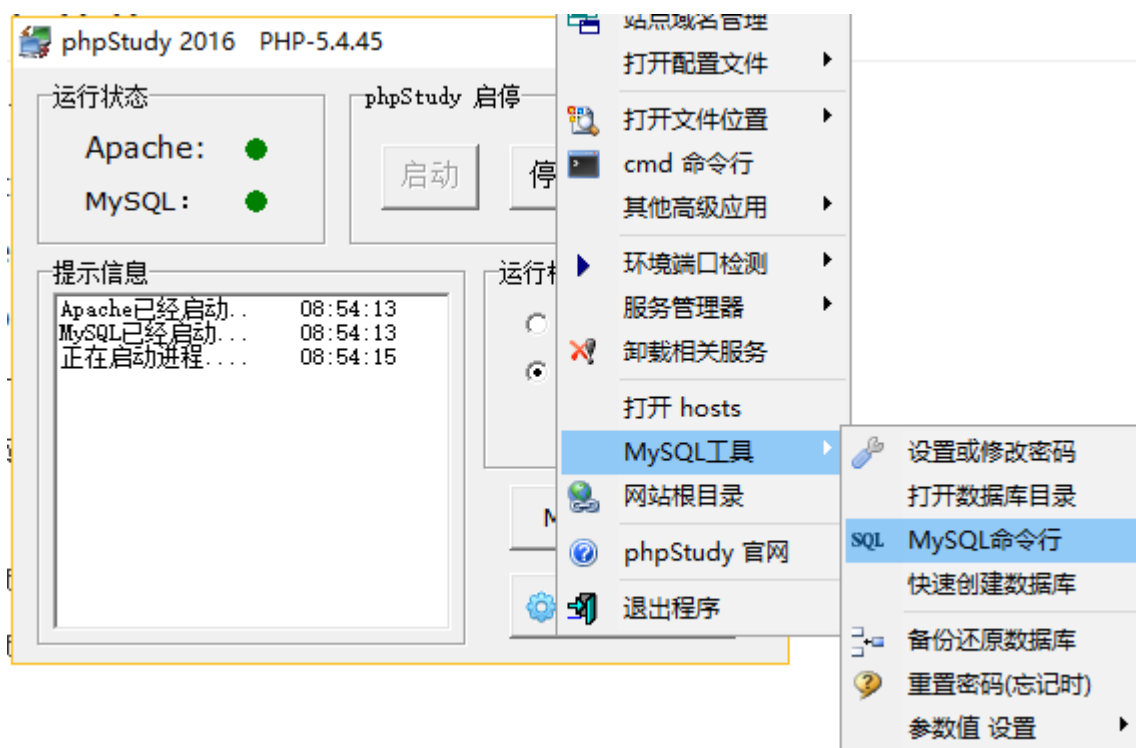 phpStudy 2016 PHP-5.4.45
运行状态
Apache:
MySQL:
phpStudy 启停
启动
停
提示信息
Apache已经启动.. 08:54:13
MySQL已经启动... 08:54:13
正在启动进程.... 08:54:15
运行
站点域名管理
打开配置文件
打开文件位置
cmd 命令行
其他高级应用
环境端口检测
服务管理器
卸载相关服务
打开 hosts
MySQL工具
网站根目录
phpStudy 官网
退出程序
设置或修改密码
打开数据库目录
SQL MySQL命令行
快速创建数据库
备份还原数据库
重置密码(忘记时)
参数值 设置